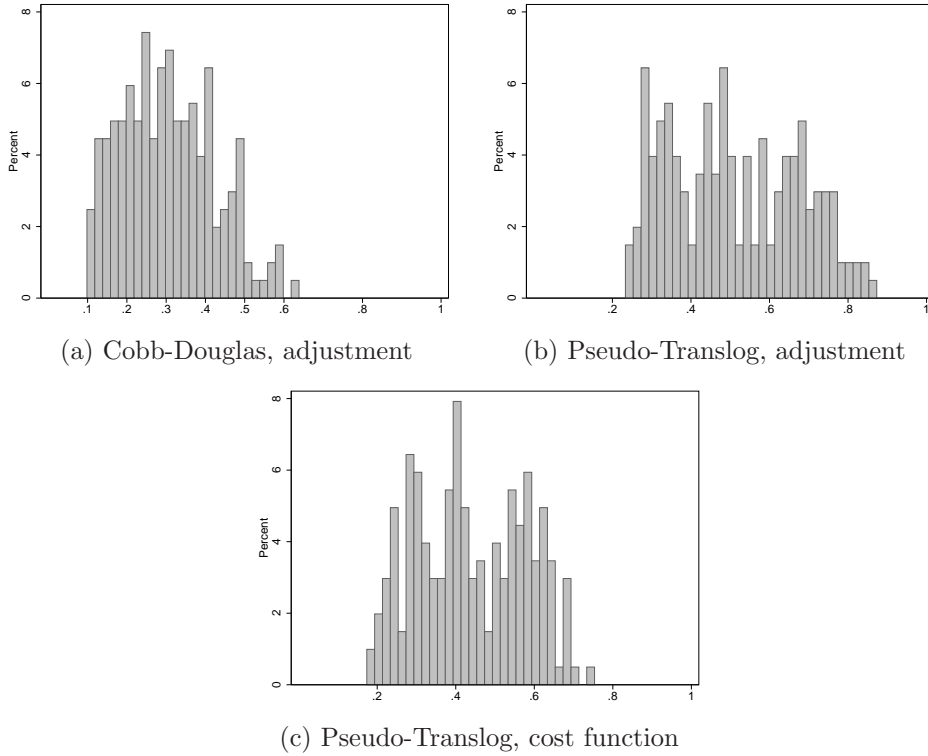 8
6
4
2
0
Percent
.1 .2 .3 .4 .5 .6 .8 1
(a) Cobb-Douglas, adjustment
8
6
4
2
0
Percent
.2 .4 .6 .8 1
(b) Pseudo-Translog, adjustment
8
6
4
2
0
Percent
.2 .4 .6 .8 1
(c) Pseudo-Translog, cost function